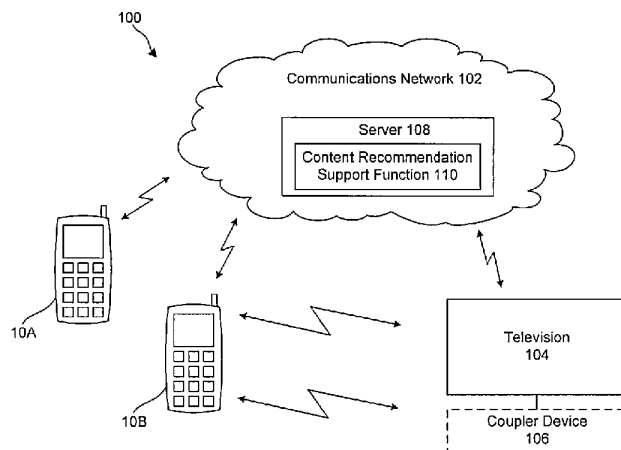 100
Communications Network 102
Server 108
Content Recommendation
Support Function 110
10A
10B
Television
104
Coupler Device
106